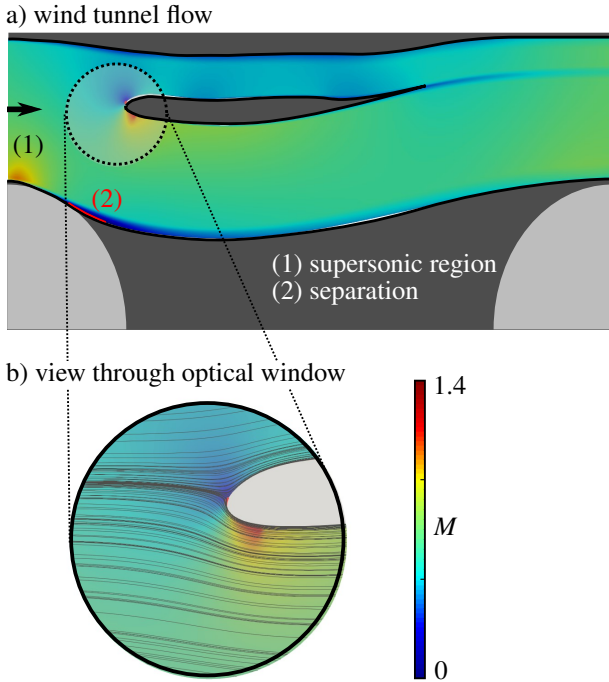 a) wind tunnel flow
(1)
(2)
(1) supersonic region
(2) separation
b) view through optical window
1.4
M
0